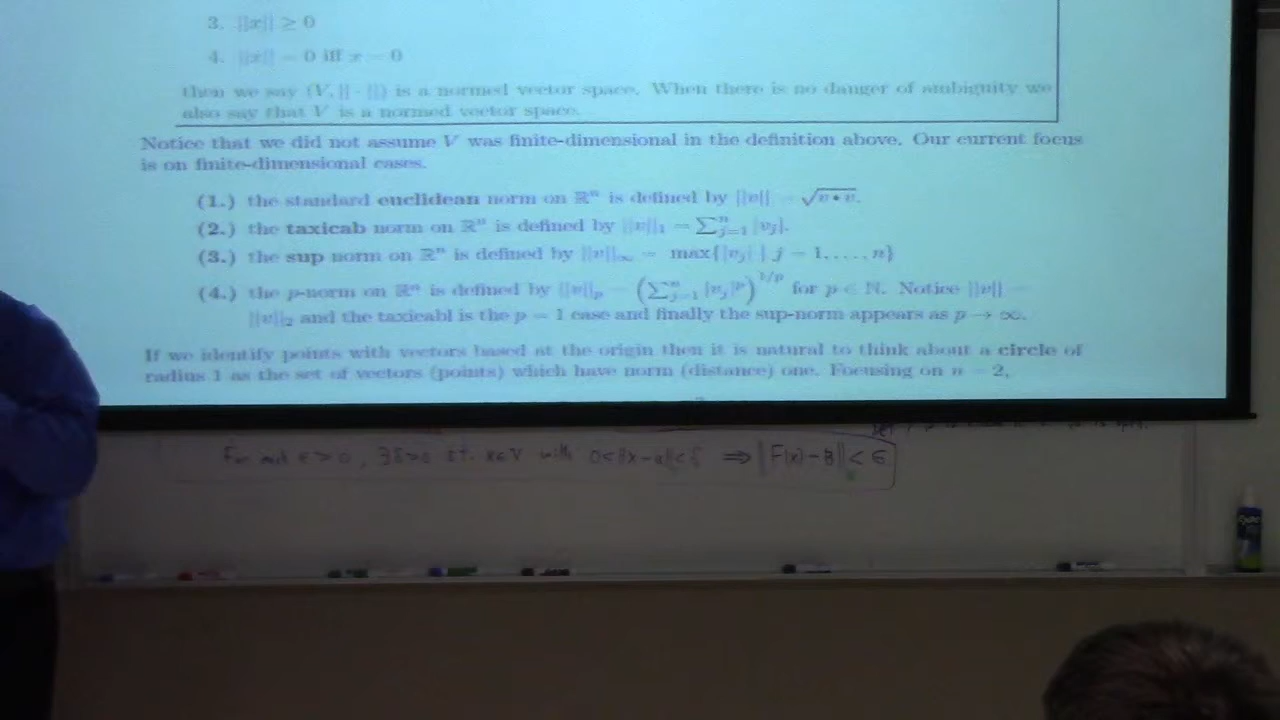 3. ||x|| ≥ 0
4. ||x|| = 0 iff x = 0
then we say (V, || · ||) is a normed vector space. When there is no danger of ambiguity we
also say that V is a normed vector space.
Notice that we did not assume V was finite-dimensional in the definition above. Our current focus
is on finite-dimensional cases.
(1.) the standard euclidean norm on ℝⁿ is defined by ||v|| = √v • v.
(2.) the taxicab norm on ℝⁿ is defined by ||v||₁ = ∑ⁿⱼ₌₁ |vⱼ|.
(3.) the sup norm on ℝⁿ is defined by ||v||∞ = max{|vⱼ| | j = 1, . . . , n}
(4.) the p-norm on ℝⁿ is defined by ||v||ₚ = (∑ⁿⱼ₌₁ |vⱼ|ᵖ)^1/p for p ∈ ℕ. Notice ||v|| =
||v||₂ and the taxicabl is the p = 1 case and finally the sup-norm appears as p → ∞.
If we identify points with vectors based at the origin then it is natural to think about a circle of
radius 1 as the set of vectors (points) which have norm (distance) one. Focusing on n = 2,
For each ε > 0, ∃ δ > 0 s.t. x∈V with 0 < ||x-a|| < δ ⟹ ||F(x) - B|| < ε
Expo